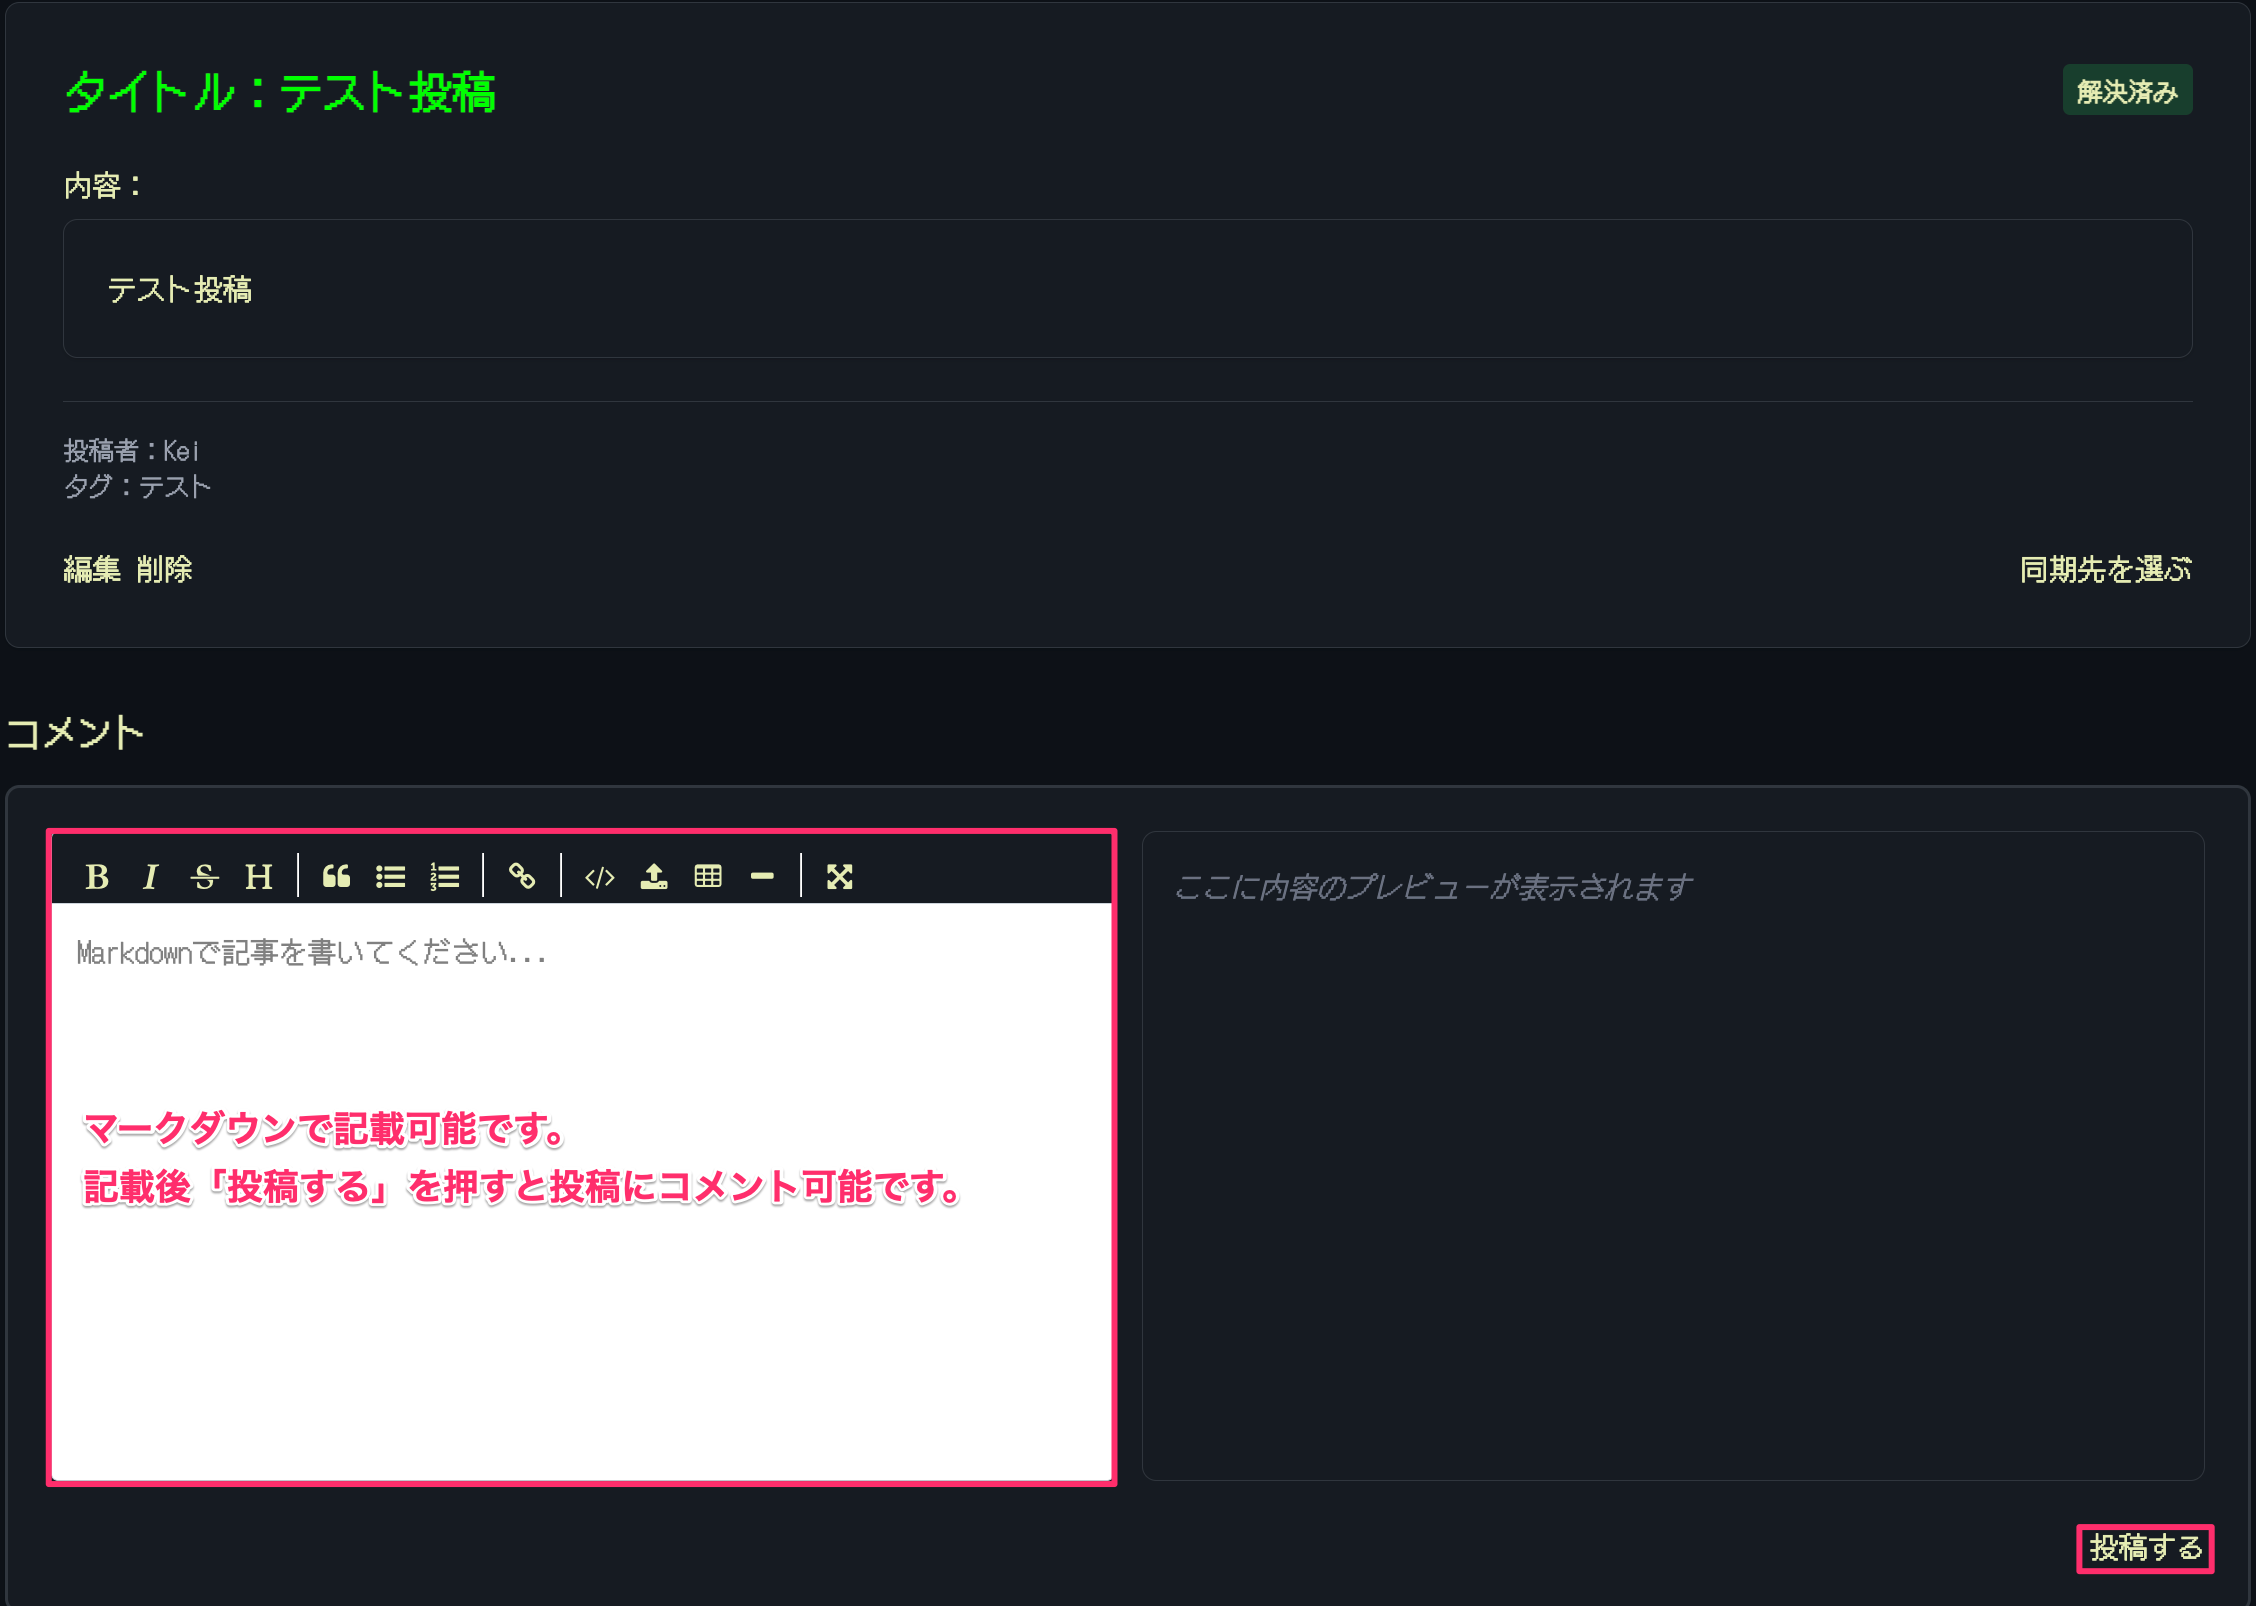 タイトル：テスト投稿
解決済み
内容：
テスト投稿
投稿者：Kei
タグ：テスト
編集 削除
同期先を選ぶ
コメント
B I S H
ここに内容のプレビューが表示されます
Markdownで記事を書いてください...
マークダウンで記載可能です。
記載後「投稿する」を押すと投稿にコメント可能です。
投稿する